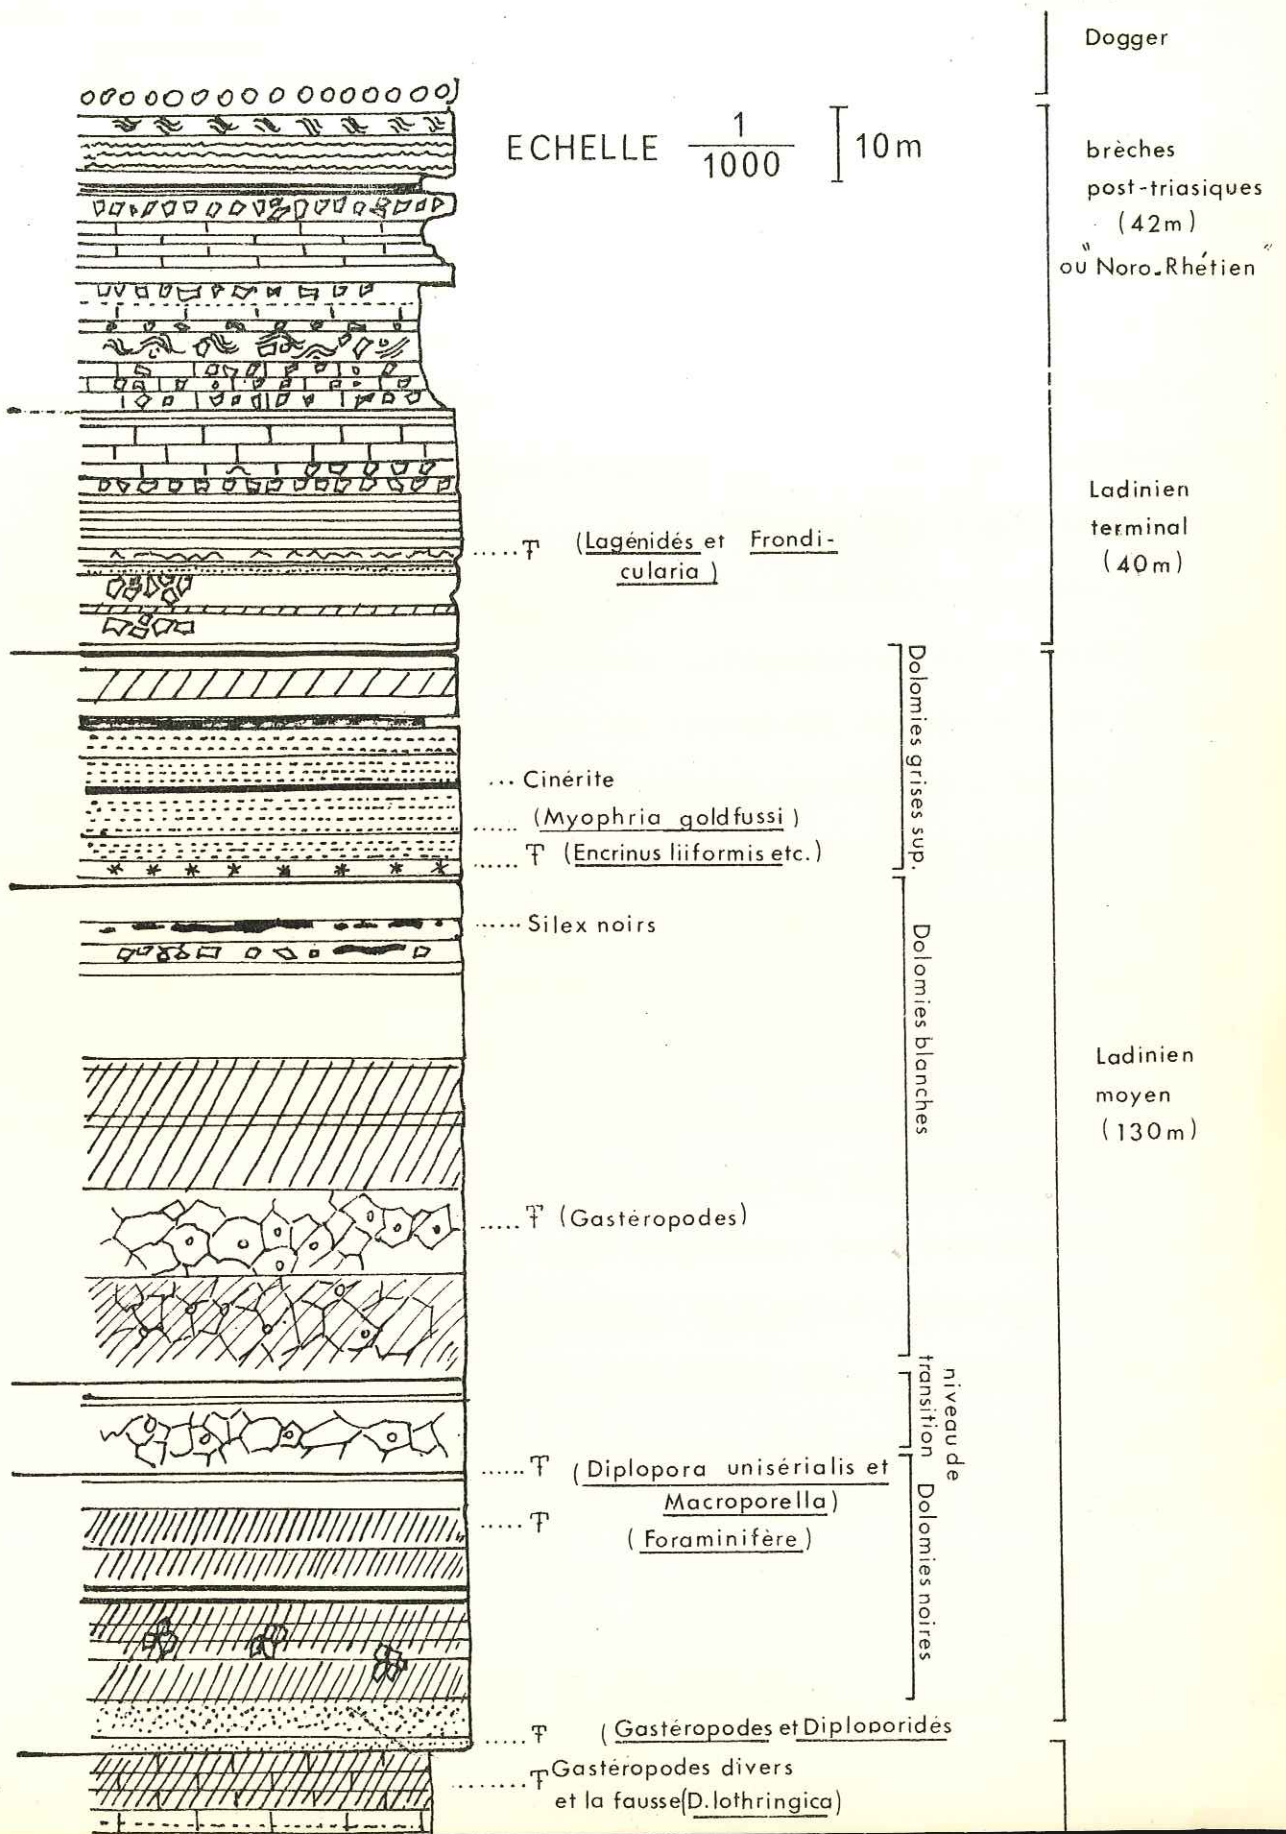 Dogger
ECHELLE 1/1000 10m
brèches
post-triasiques
(42m)
ou "Noro-Rhétien"
Ladinien
terminal
(40m)
(Lagénidés et Frondi-
cularia)
Dolomies grises sup.
Cinérite
(Myophria goldfussi)
(Encrinus liiformis etc.)
Silex noirs
Dolomies blanches
Ladinien
moyen
(130m)
(Gastéropodes)
niveau de
transition
(Diplopora unisérialis et
Macroporella)
(Foraminifère)
Dolomies noires
(Gastéropodes et Diploporidés
Gastéropodes divers
et la fausse(D.lothringica)